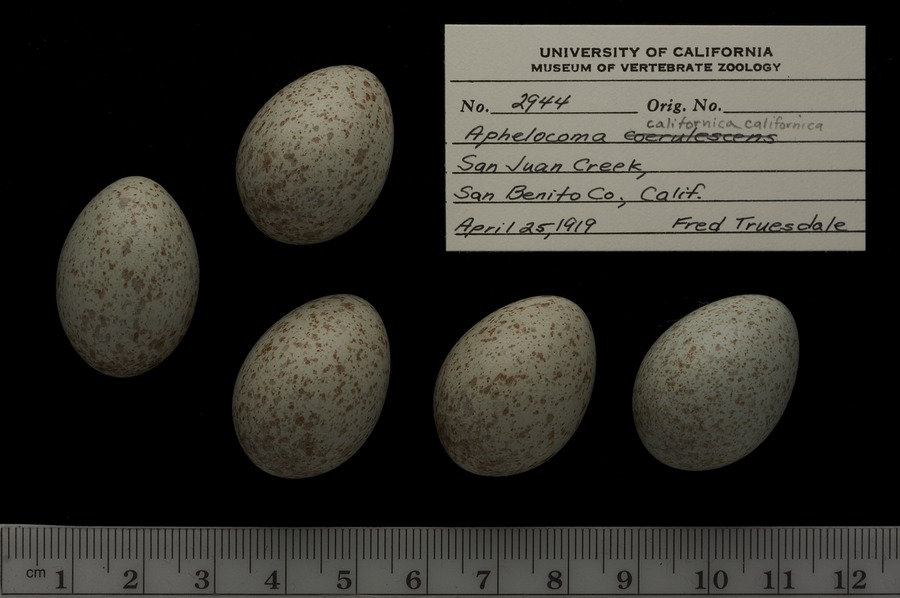 UNIVERSITY OF CALIFORNIA
MUSEUM OF VERTEBRATE ZOOLOGY
No. 2944 Orig. No.
californica californica
Aphelocoma coerulescens
San Juan Creek,
San Benito Co., Calif.
April 25, 1919 Fred Truesdale
cm 1 2 3 4 5 6 7 8 9 10 11 12